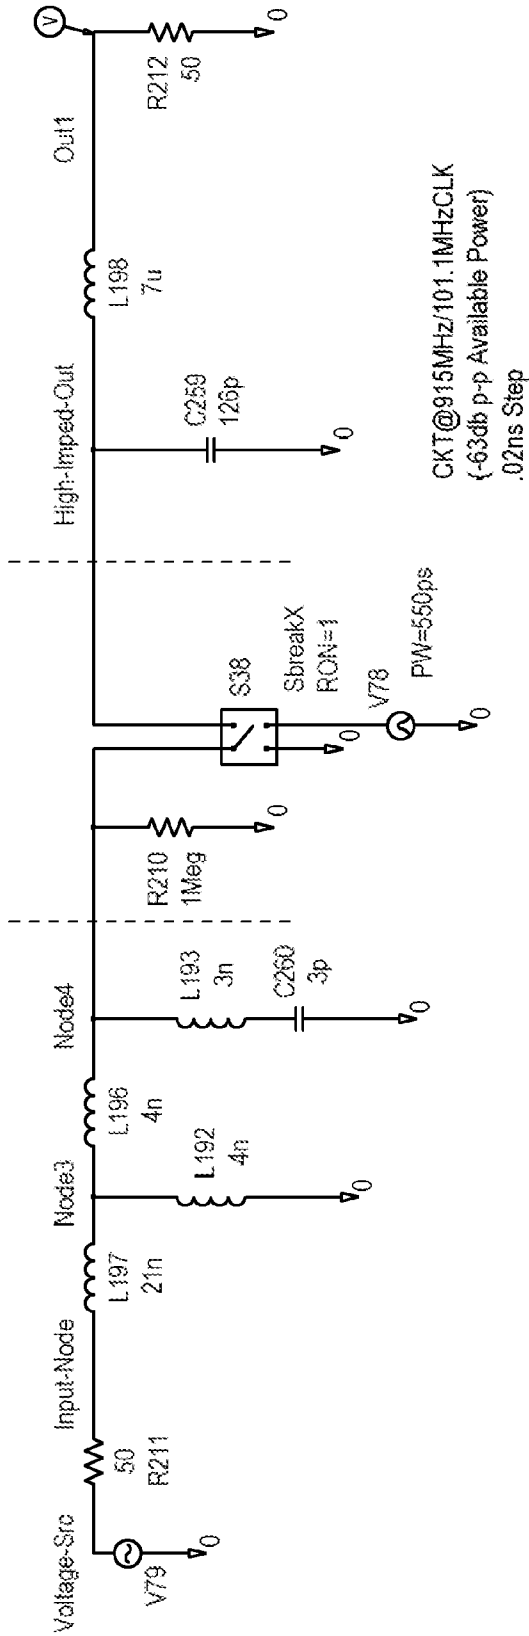 Voltage-Src
Input-Node
Node3
Node4
High-Imped-Out
Out1
V
V79
0
50
R211
L197
21n
L192
4n
0
L196
4n
L193
3n
C260
3p
0
R210
1Meg
0
S38
SbreakX
RON=1
0
V78
PW=550ps
0
C259
126p
0
L198
7u
R212
50
0
CKT@915MHz/101.1MHzCLK
(-63db p-p Available Power)
.02ns Step